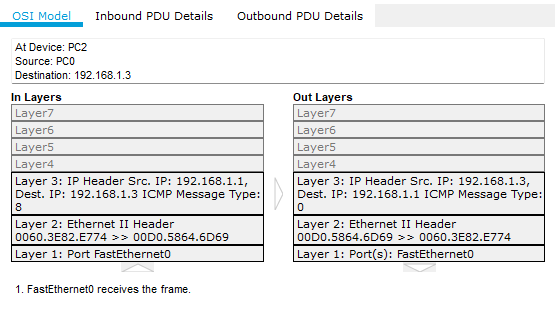 OSI Model Inbound PDU Details Outbound PDU Details
At Device: PC2
Source: PC0
Destination: 192.168.1.3
In Layers
Layer7
Layer6
Layer5
Layer4
Layer 3: IP Header Src. IP: 192.168.1.1,
Dest. IP: 192.168.1.3 ICMP Message Type:
8
Layer 2: Ethernet II Header
0060.3E82.E774 >> 00D0.5864.6D69
Layer 1: Port FastEthernet0
Out Layers
Layer7
Layer6
Layer5
Layer4
Layer 3: IP Header Src. IP: 192.168.1.3,
Dest. IP: 192.168.1.1 ICMP Message Type:
0
Layer 2: Ethernet II Header
00D0.5864.6D69 >> 0060.3E82.E774
Layer 1: Port(s): FastEthernet0
1. FastEthernet0 receives the frame.